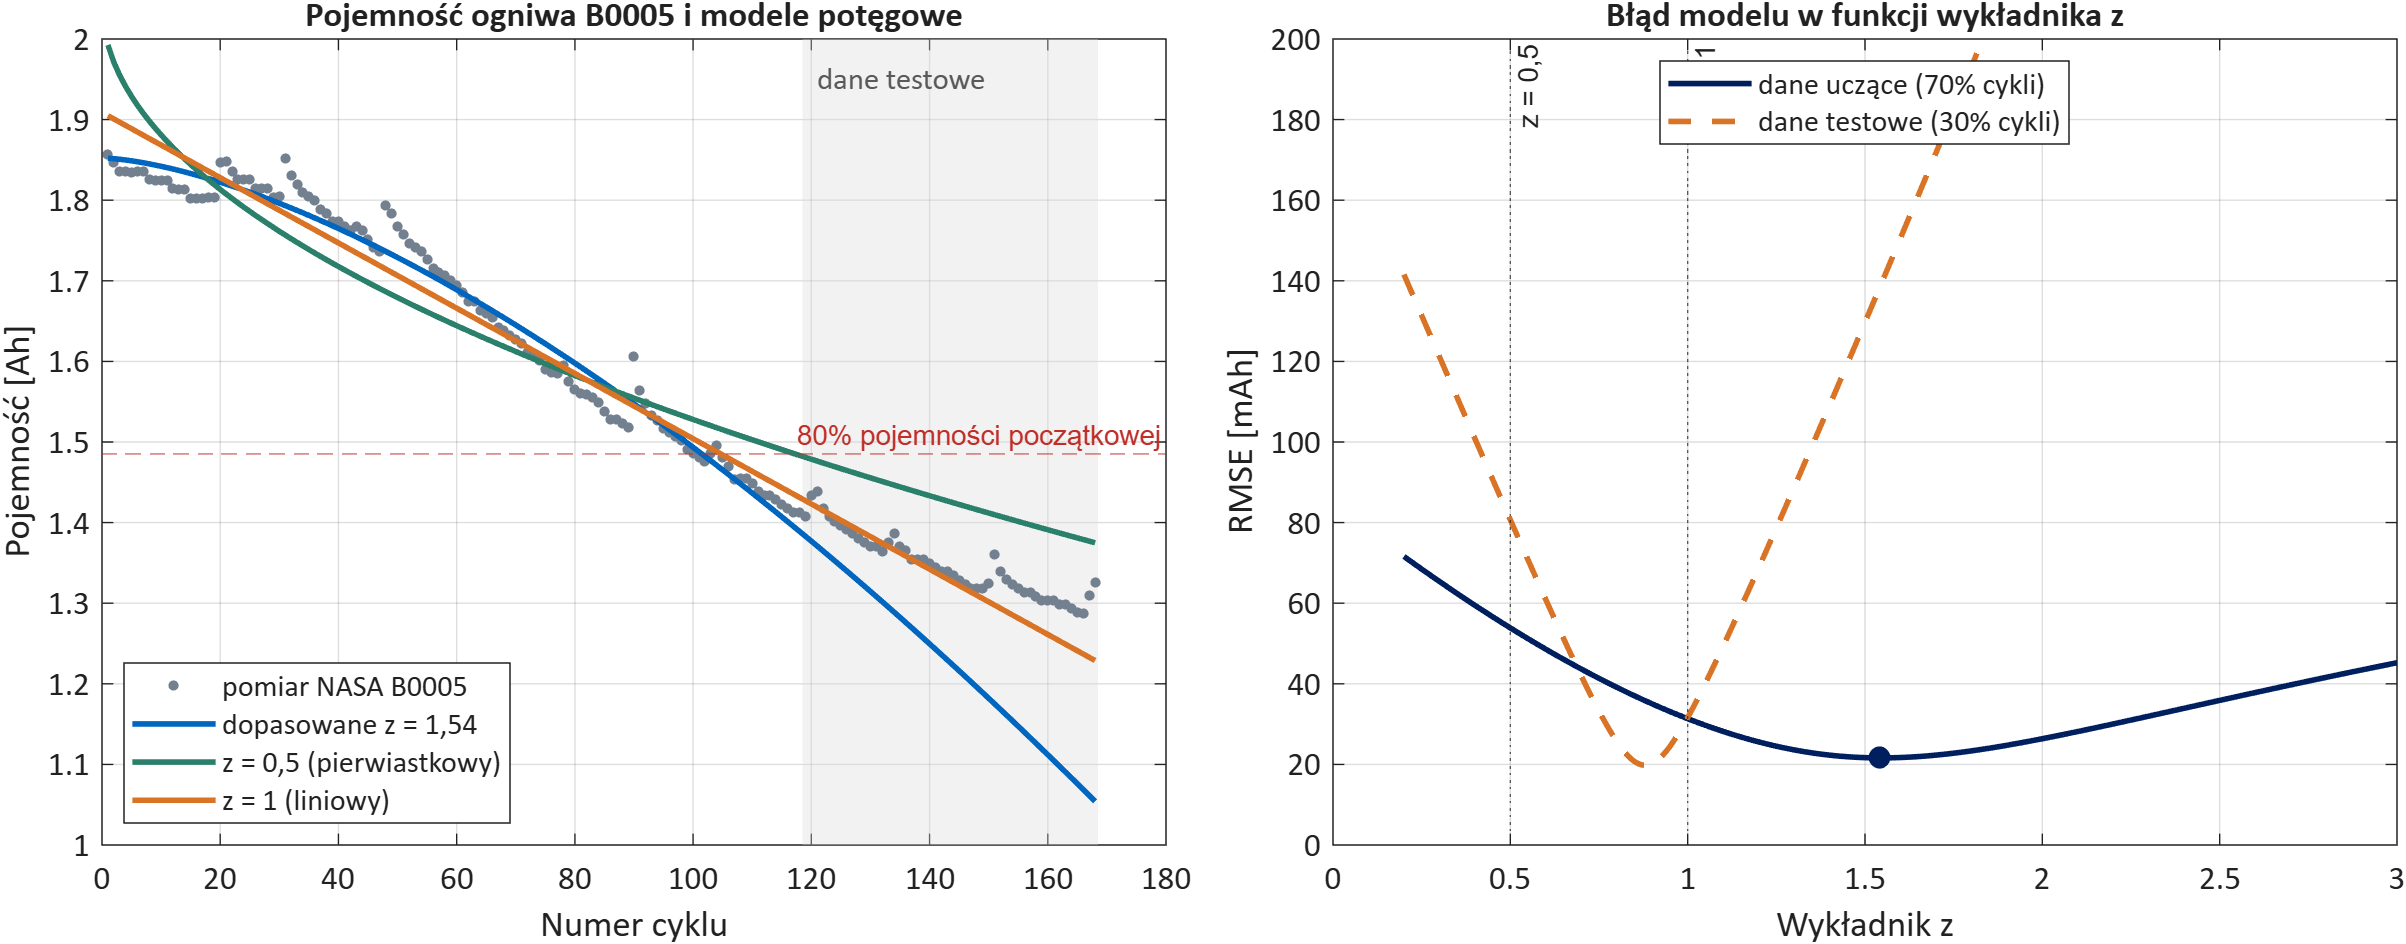 Pojemność ogniwa B0005 i modele potęgowe
2
1.9
1.8
1.7
1.6
1.5
1.4
1.3
1.2
1.1
1
Pojemność [Ah]
dane testowe
80% pojemności początkowej
pomiar NASA B0005
dopasowane z = 1,54
z = 0,5 (pierwiastkowy)
z = 1 (liniowy)
0 20 40 60 80 100 120 140 160 180
Numer cyklu
Błąd modelu w funkcji wykładnika z
200
180
160
140
120
100
80
60
40
20
0
RMSE [mAh]
z = 0,5
1
dane uczące (70% cykli)
dane testowe (30% cykli)
0 0.5 1 1.5 2 2.5 3
Wykładnik z